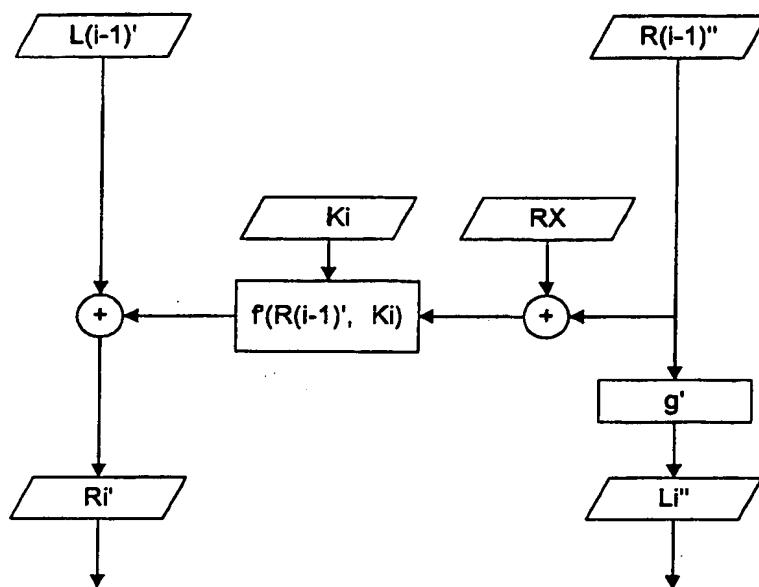 L(i-1)'
R(i-1)''
Ki
RX
+
f'(R(i-1)', Ki)
+
g'
Ri'
Li''